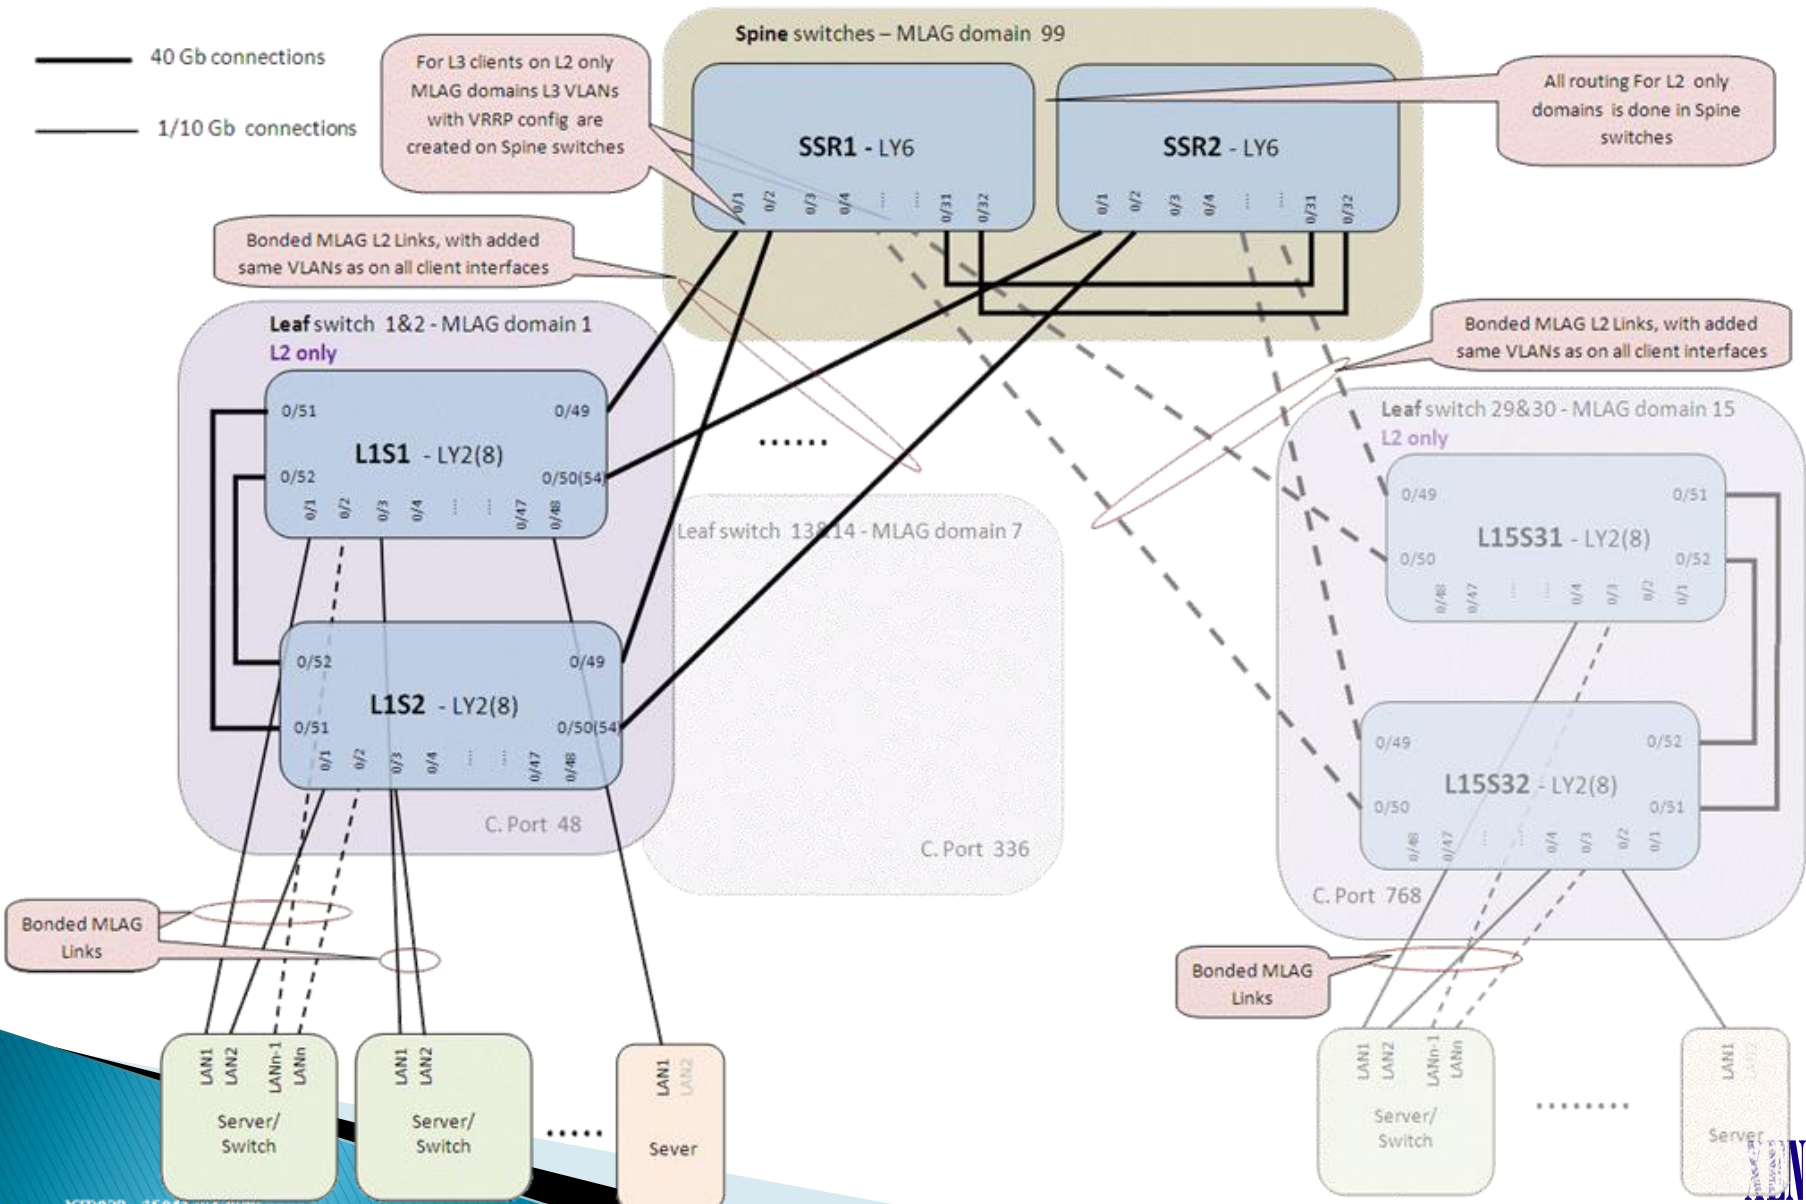 40 Gb connections
1/10 Gb connections
For L3 clients on L2 only
MLAG domains L3 VLANs
with VRRP config are
created on Spine switches
Spine switches – MLAG domain 99
SSR1 - LY6
0/1 0/2 0/3 0/4 .... .... 0/31 0/32
SSR2 - LY6
0/1 0/2 0/3 0/4 .... .... 0/31 0/32
All routing For L2 only
domains is done in Spine
switches
Bonded MLAG L2 Links, with added
same VLANs as on all client interfaces
Bonded MLAG L2 Links, with added
same VLANs as on all client interfaces
Leaf switch 1&2 - MLAG domain 1
L2 only
0/51 0/49
L1S1 - LY2(8)
0/52 0/50(54)
0/1 0/2 0/3 0/4 .... .... 0/47 0/48
0/52 0/49
L1S2 - LY2(8)
0/51 0/50(54)
0/1 0/2 0/3 0/4 .... .... 0/47 0/48
C. Port 48
......
Leaf switch 13&14 - MLAG domain 7
C. Port 336
Leaf switch 29&30 - MLAG domain 15
L2 only
0/49 0/51
L15S31 - LY2(8)
0/50 0/52
0/48 0/47 .... .... 0/4 0/3 0/2 0/1
0/49 0/52
L15S32 - LY2(8)
0/50 0/51
0/48 0/47 .... .... 0/4 0/3 0/2 0/1
C. Port 768
Bonded MLAG
Links
Bonded MLAG
Links
LAN1 LAN2 LANn-1 LANn
Server/
Switch
LAN1 LAN2
Server/
Switch
.....
LAN1 LAN2
Sever
LAN1 LAN2 LANn-1 LANn
Server/
Switch
........
LAN1 LAN2
Server